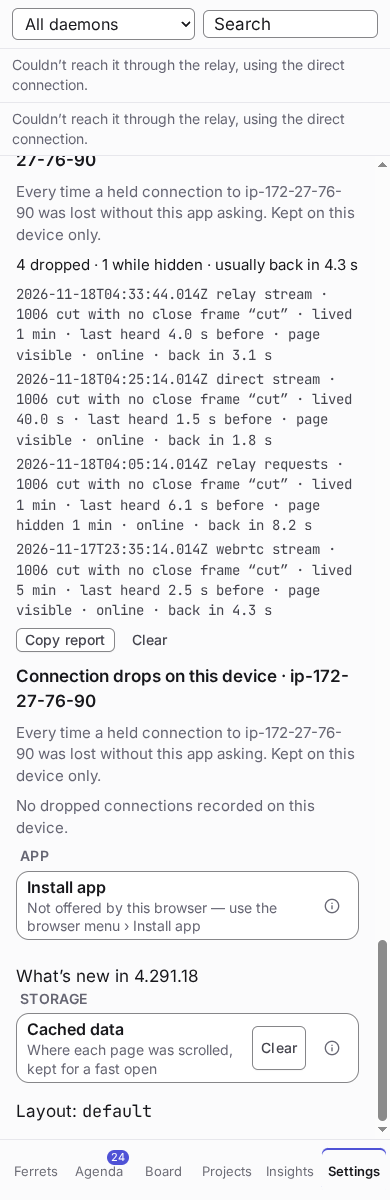 All daemons
Search
Couldn’t reach it through the relay, using the direct
connection.
Couldn’t reach it through the relay, using the direct
connection.
27-76-90
Every time a held connection to ip-172-27-76-
90 was lost without this app asking. Kept on this
device only.
4 dropped · 1 while hidden · usually back in 4.3 s
2026-11-18T04:33:44.014Z relay stream ·
1006 cut with no close frame “cut” · lived
1 min · last heard 4.0 s before · page
visible · online · back in 3.1 s
2026-11-18T04:25:14.014Z direct stream ·
1006 cut with no close frame “cut” · lived
40.0 s · last heard 1.5 s before · page
visible · online · back in 1.8 s
2026-11-18T04:05:14.014Z relay requests ·
1006 cut with no close frame “cut” · lived
1 min · last heard 6.1 s before · page
hidden 1 min · online · back in 8.2 s
2026-11-17T23:35:14.014Z webrtc stream ·
1006 cut with no close frame “cut” · lived
5 min · last heard 2.5 s before · page
visible · online · back in 4.3 s
Copy report Clear
Connection drops on this device · ip-172-
27-76-90
Every time a held connection to ip-172-27-76-
90 was lost without this app asking. Kept on this
device only.
No dropped connections recorded on this
device.
APP
Install app
Not offered by this browser — use the
browser menu › Install app
What’s new in 4.291.18
STORAGE
Cached data
Where each page was scrolled,
kept for a fast open
Clear
Layout: default
24
Ferrets Agenda Board Projects Insights Settings